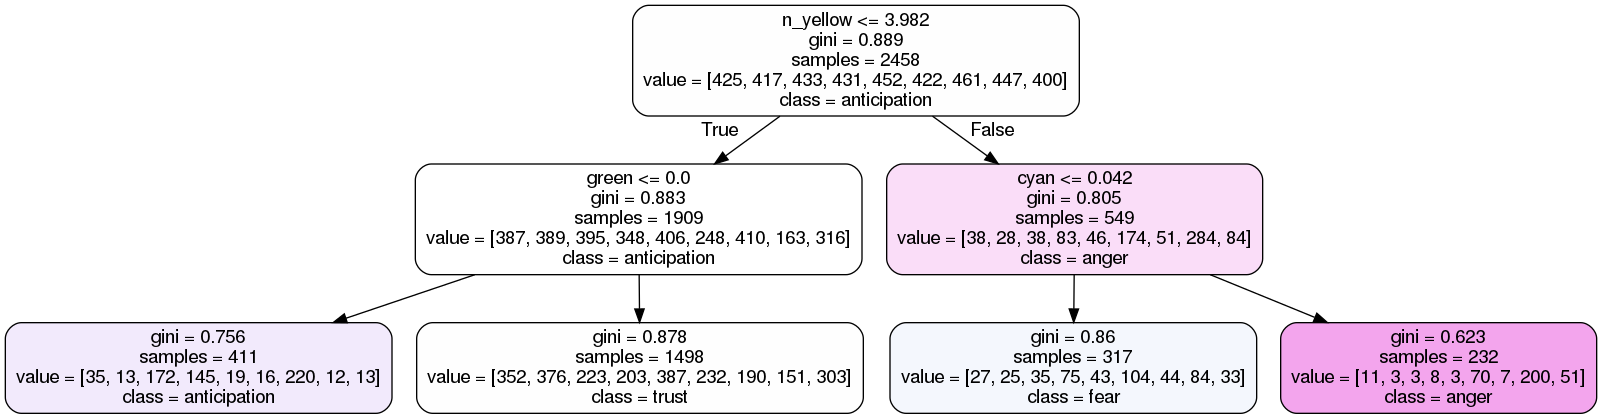 n_yellow <= 3.982
gini = 0.889
samples = 2458
value = [425, 417, 433, 431, 452, 422, 461, 447, 400]
class = anticipation
True
False
green <= 0.0
gini = 0.883
samples = 1909
value = [387, 389, 395, 348, 406, 248, 410, 163, 316]
class = anticipation
cyan <= 0.042
gini = 0.805
samples = 549
value = [38, 28, 38, 83, 46, 174, 51, 284, 84]
class = anger
gini = 0.756
samples = 411
value = [35, 13, 172, 145, 19, 16, 220, 12, 13]
class = anticipation
gini = 0.878
samples = 1498
value = [352, 376, 223, 203, 387, 232, 190, 151, 303]
class = trust
gini = 0.86
samples = 317
value = [27, 25, 35, 75, 43, 104, 44, 84, 33]
class = fear
gini = 0.623
samples = 232
value = [11, 3, 3, 8, 3, 70, 7, 200, 51]
class = anger